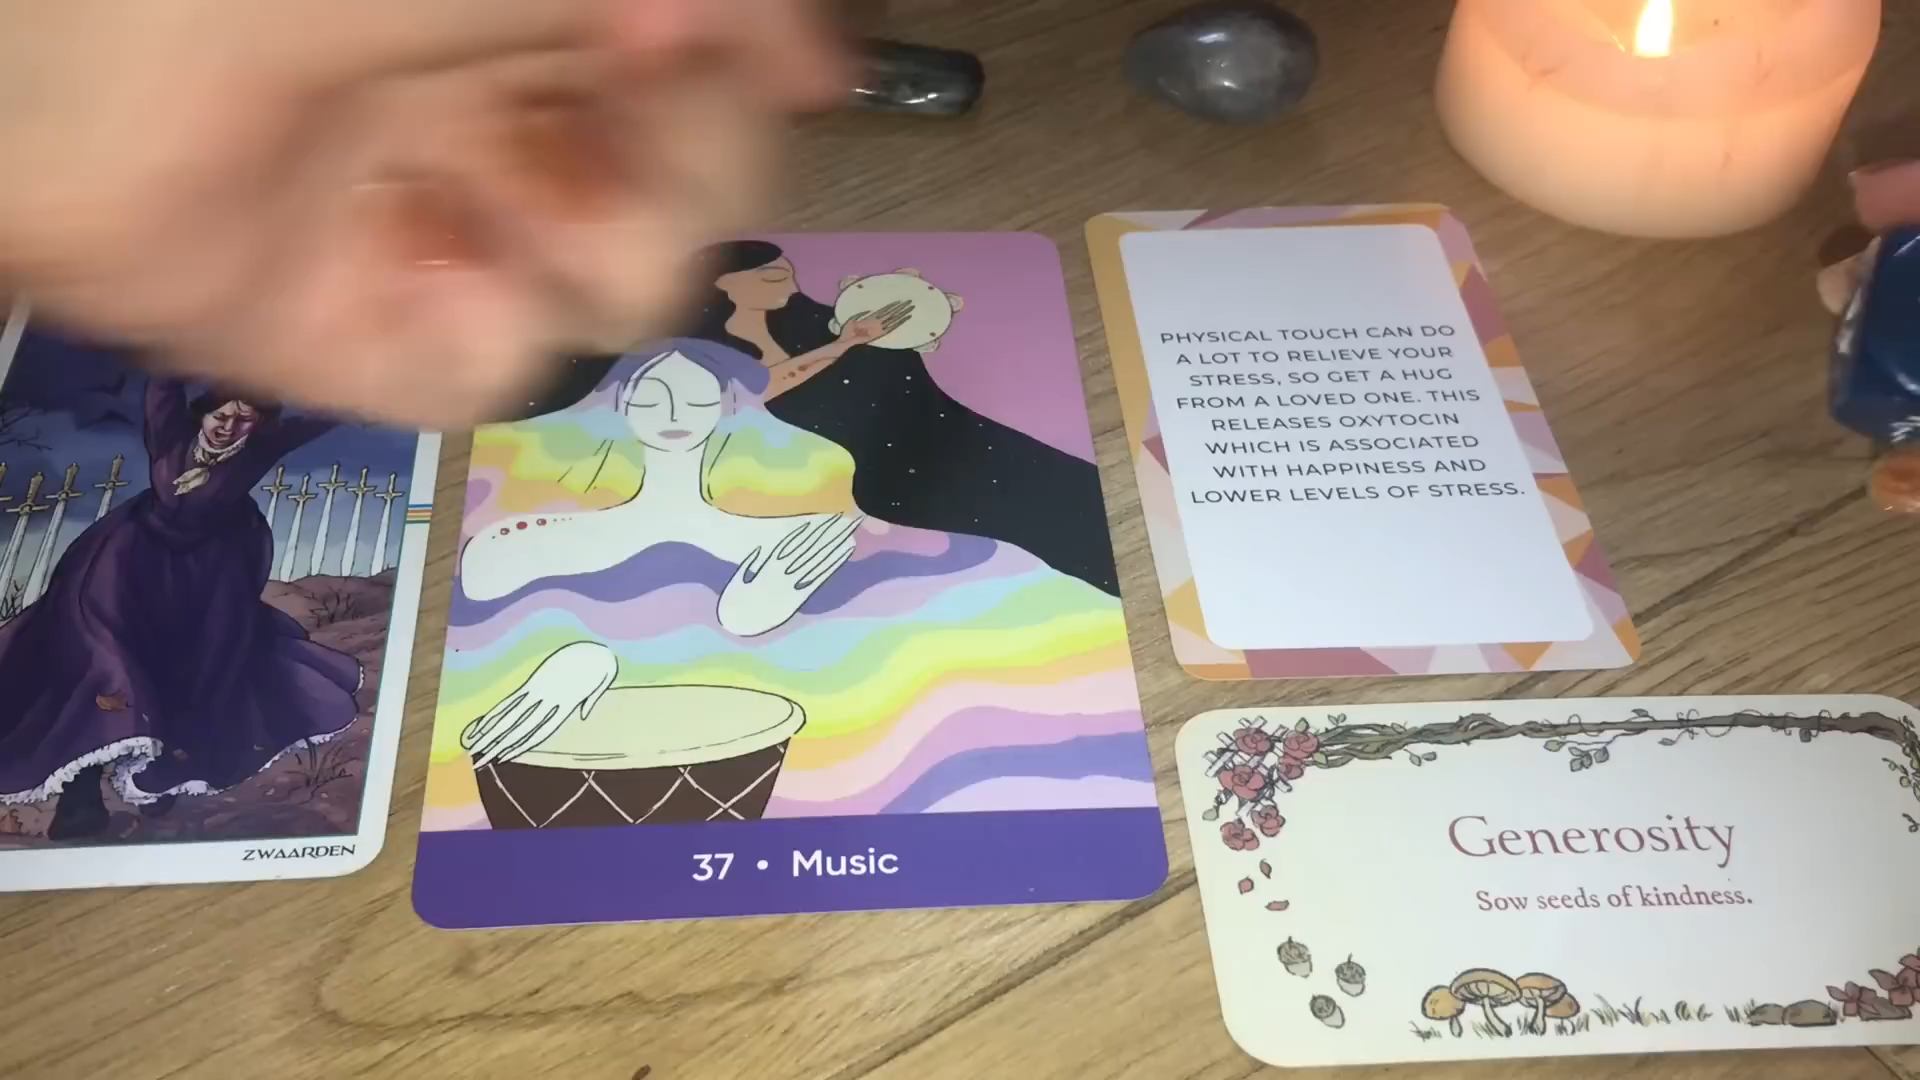 ZWAARDEN
37 • Music
PHYSICAL TOUCH CAN DO
A LOT TO RELIEVE YOUR
STRESS, SO GET A HUG
FROM A LOVED ONE. THIS
RELEASES OXYTOCIN
WHICH IS ASSOCIATED
WITH HAPPINESS AND
LOWER LEVELS OF STRESS.
Generosity
Sow seeds of kindness.